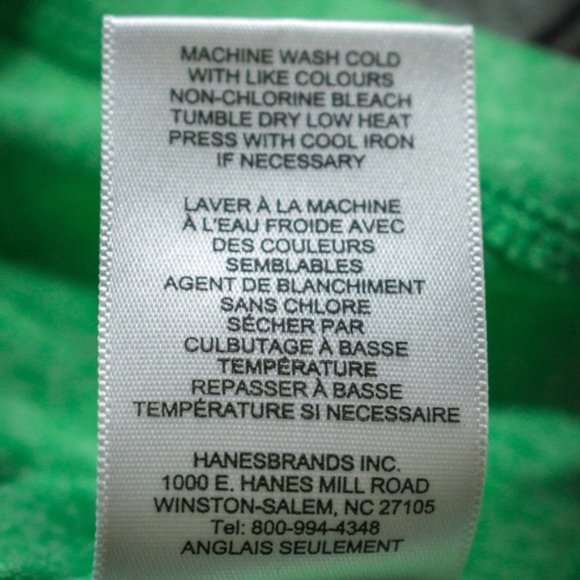 MACHINE WASH COLD
WITH LIKE COLOURS
NON-CHLORINE BLEACH
TUMBLE DRY LOW HEAT
PRESS WITH COOL IRON
IF NECESSARY
LAVER À LA MACHINE
À L'EAU FROIDE AVEC
DES COULEURS
SEMBLABLES
AGENT DE BLANCHIMENT
SANS CHLORE
SÉCHER PAR
CULBUTAGE À BASSE
TEMPÉRATURE
REPASSER À BASSE
TEMPÉRATURE SI NECESSAIRE
HANESBRANDS INC.
1000 E. HANES MILL ROAD
WINSTON-SALEM, NC 27105
Tel: 800-994-4348
ANGLAIS SEULEMENT